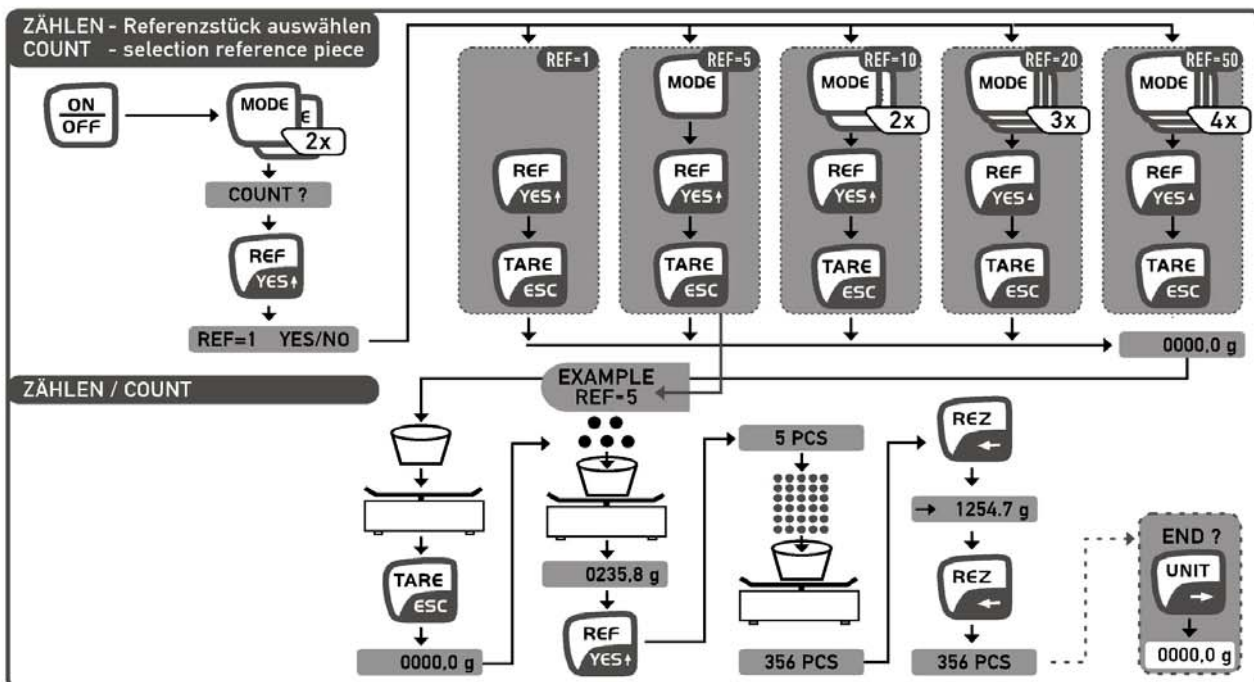 ZÄHLEN - Referenzstück auswählen
COUNT - selection reference piece
ON
OFF
MODE
E
2x
COUNT ?
REF
YES↑
REF=1 YES/NO
REF=1
REF
YES↑
TARE
ESC
REF=5
MODE
REF
YES↑
TARE
ESC
REF=10
MODE
2x
REF
YES↑
TARE
ESC
REF=20
MODE
3x
REF
YES▲
TARE
ESC
REF=50
MODE
4x
REF
YES▲
TARE
ESC
0000,0 g
ZÄHLEN / COUNT
TARE
ESC
0000,0 g
EXAMPLE
REF=5
0235,8 g
REF
YES↑
5 PCS
356 PCS
REZ
←
→ 1254.7 g
REZ
←
356 PCS
END ?
UNIT
→
0000,0 g